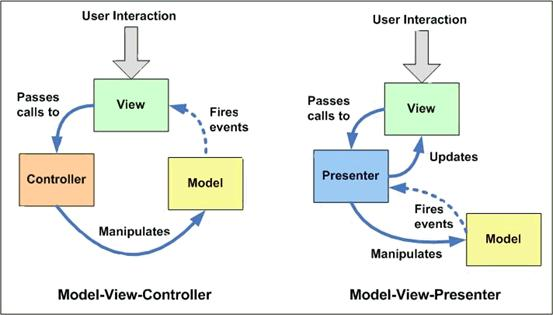 User Interaction
Passes
calls to
View
Fires
events
Controller
Model
Manipulates
Model-View-Controller
User Interaction
Passes
calls to
View
Updates
Presenter
Fires
events
Manipulates
Model
Model-View-Presenter